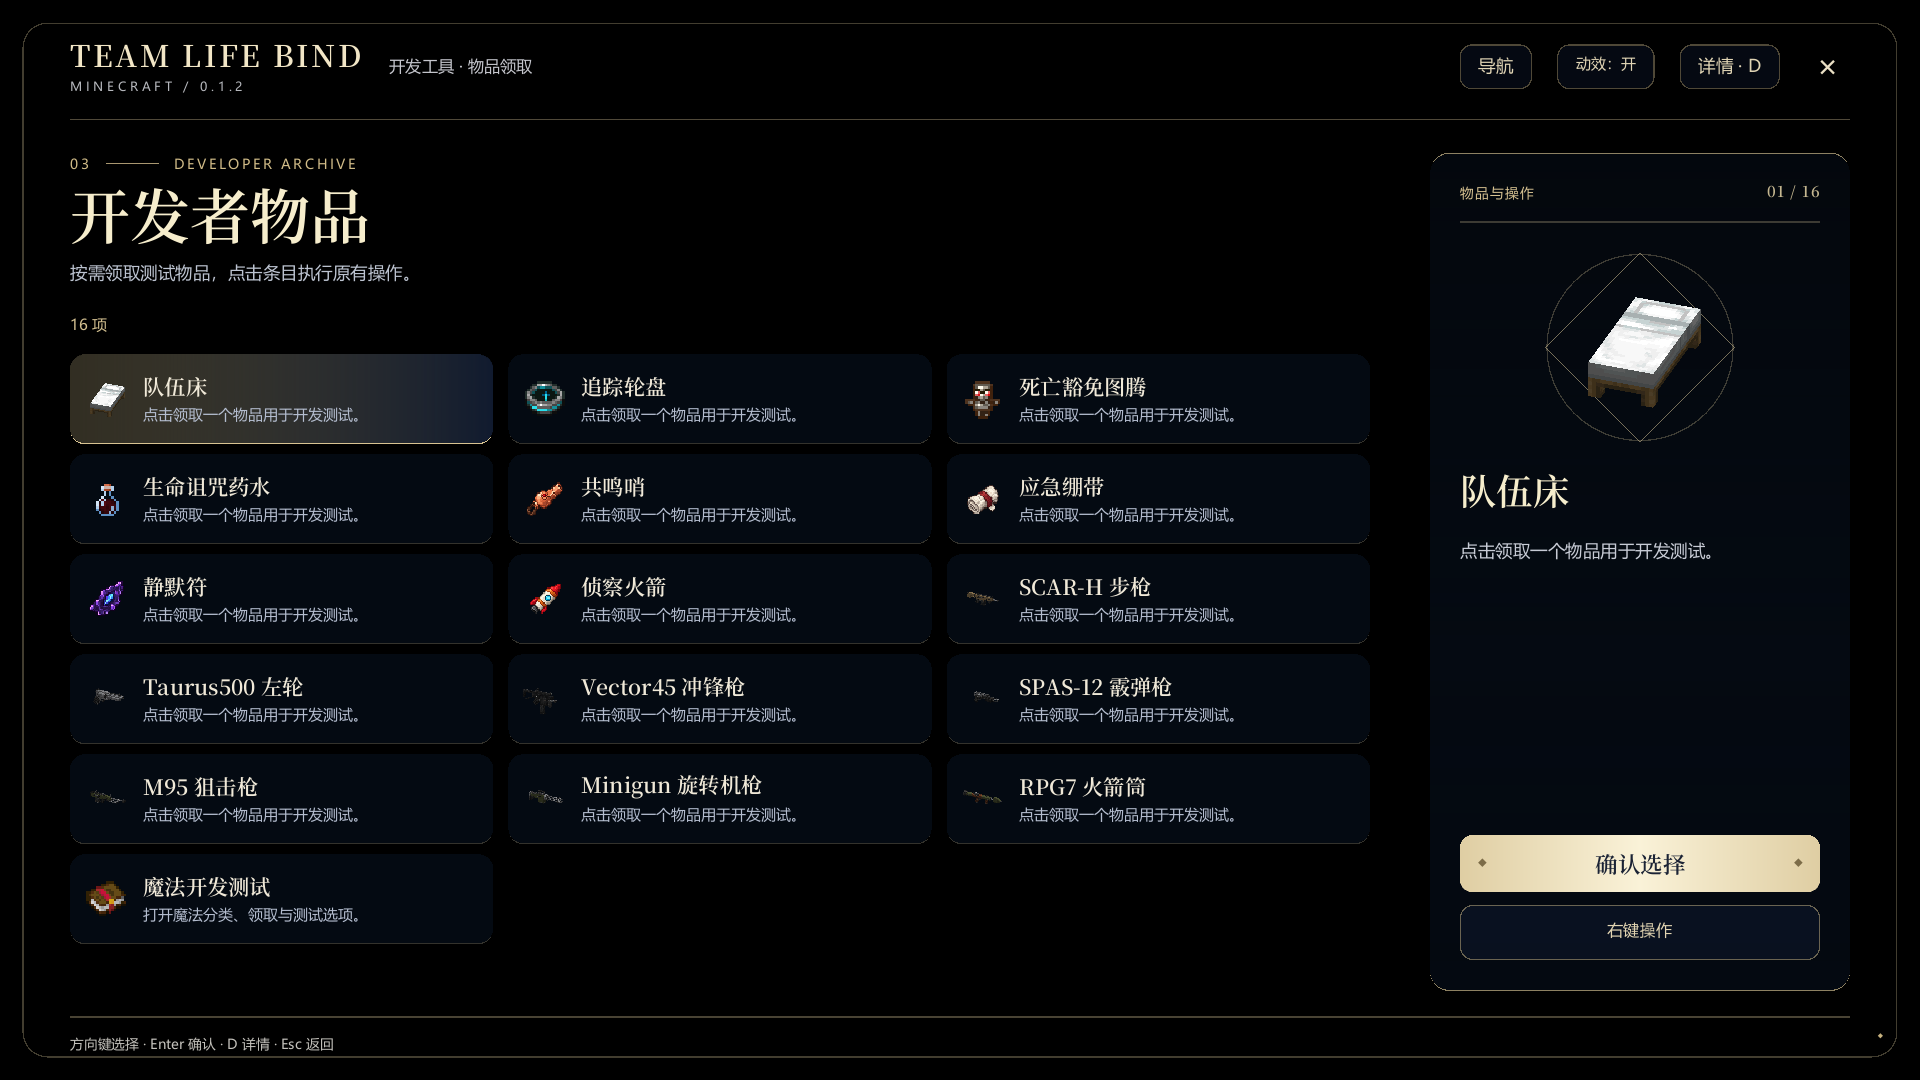 TEAM LIFE BIND
MINECRAFT / 0.1.2
开发工具 · 物品领取
导航
动效：开
详情 · D
×
03
DEVELOPER ARCHIVE
开发者物品
按需领取测试物品，点击条目执行原有操作。
16 项
队伍床
点击领取一个物品用于开发测试。
追踪轮盘
点击领取一个物品用于开发测试。
死亡豁免图腾
点击领取一个物品用于开发测试。
生命诅咒药水
点击领取一个物品用于开发测试。
共鸣哨
点击领取一个物品用于开发测试。
应急绷带
点击领取一个物品用于开发测试。
静默符
点击领取一个物品用于开发测试。
侦察火箭
点击领取一个物品用于开发测试。
SCAR-H 步枪
点击领取一个物品用于开发测试。
Taurus500 左轮
点击领取一个物品用于开发测试。
Vector45 冲锋枪
点击领取一个物品用于开发测试。
SPAS-12 霰弹枪
点击领取一个物品用于开发测试。
M95 狙击枪
点击领取一个物品用于开发测试。
Minigun 旋转机枪
点击领取一个物品用于开发测试。
RPG7 火箭筒
点击领取一个物品用于开发测试。
魔法开发测试
打开魔法分类、领取与测试选项。
物品与操作
01 / 16
队伍床
点击领取一个物品用于开发测试。
确认选择
右键操作
方向键选择 · Enter 确认 · D 详情 · Esc 返回